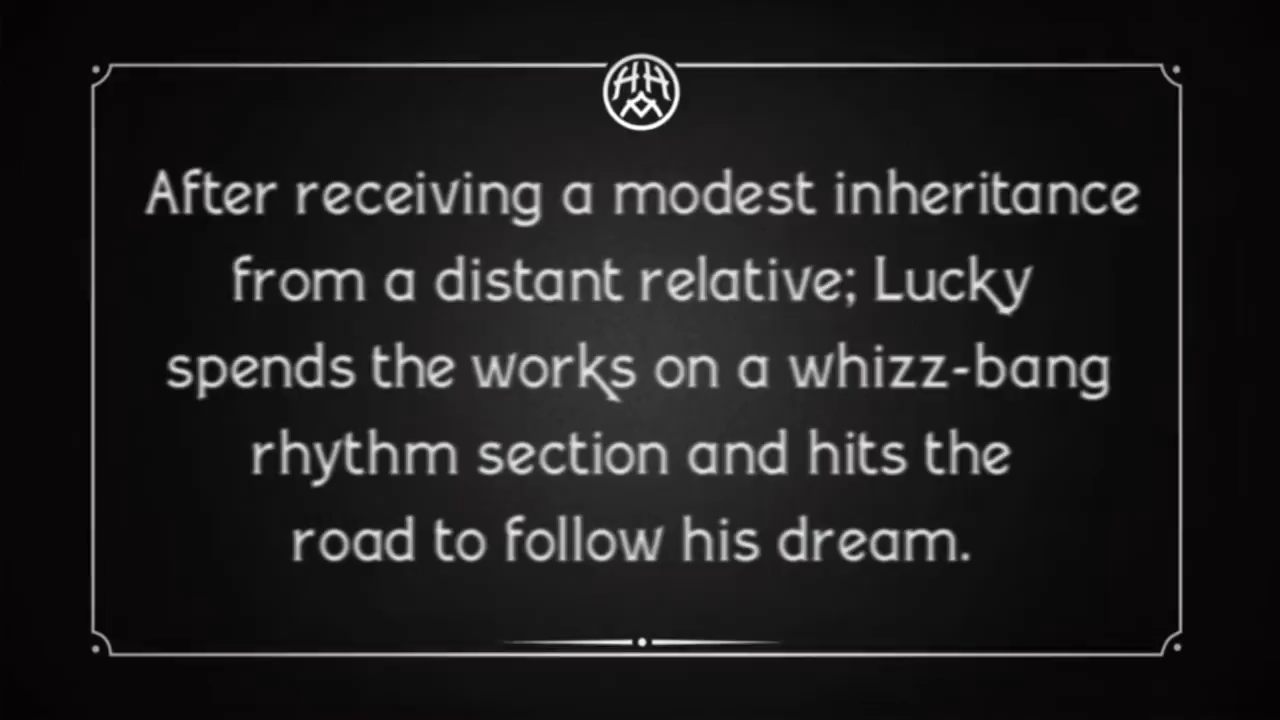 After receiving a modest inheritance
from a distant relative; Lucky
spends the works on a whizz-bang
rhythm section and hits the
road to follow his dream.